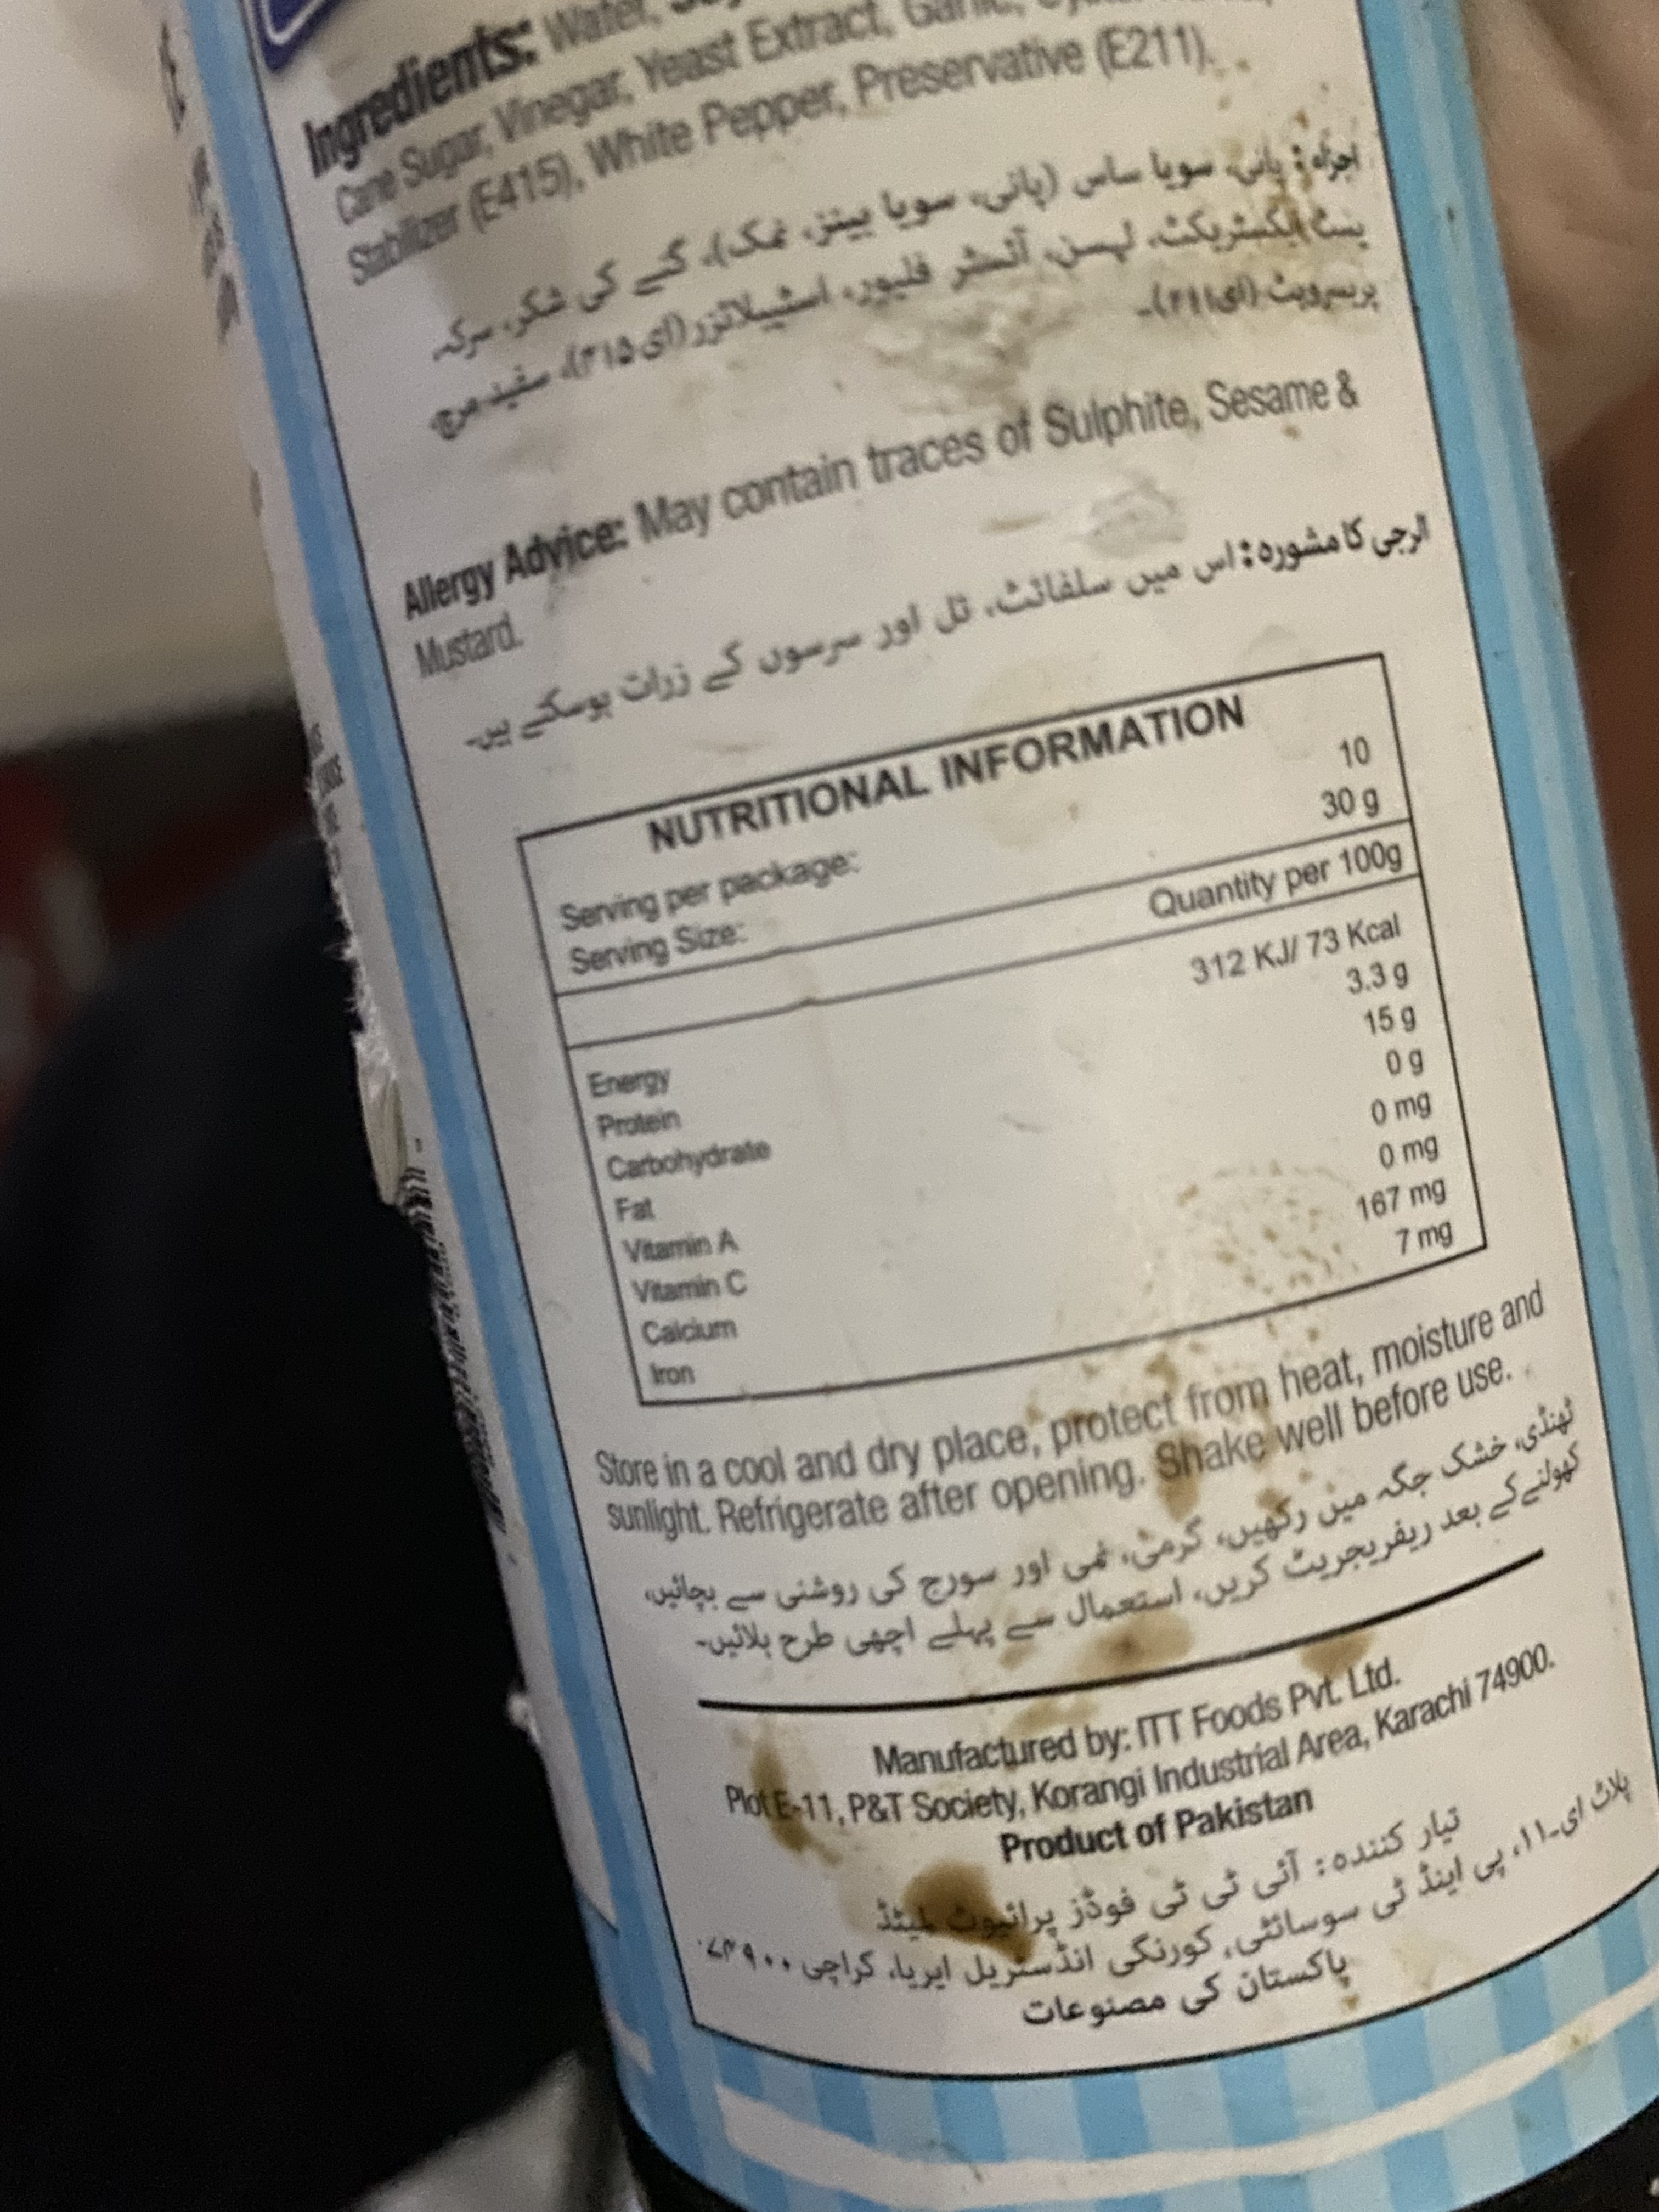 Ingredients: Water,
Cane Sugar, Vinegar, Yeast Extract, Garlic,
Stabilizer (E415), White Pepper, Preservative (E211).
اجزاء: پانی، سویا ساس (پانی، سویا بینز، نمک)، گنے کی شکر، سرکہ
یسٹ ایکسٹریکٹ، لہسن، آئسٹر فلیور، اسٹیبلائزر (ای۴۱۵)، سفید مرچ،
پریسرویٹ (ای۲۱۱)۔
Allergy Advice: May contain traces of Sulphite, Sesame &
Mustard.
الرجی کا مشورہ: اس میں سلفائٹ، تل اور سرسوں کے زرات ہوسکتے ہیں۔
NUTRITIONAL INFORMATION
Serving per package: 10
Serving Size: 30 g
Quantity per 100g
Energy 312 KJ/ 73 Kcal
Protein 3.3 g
Carbohydrate 15 g
Fat 0 g
Vitamin A 0 mg
Vitamin C 0 mg
Calcium 167 mg
Iron 7 mg
Store in a cool and dry place, protect from heat, moisture and
sunlight. Refrigerate after opening. Shake well before use.
ٹھنڈی، خشک جگہ میں رکھیں، گرمی، نمی اور سورج کی روشنی سے بچائیں،
کھولنے کے بعد ریفریجریٹ کریں، استعمال سے پہلے اچھی طرح ہلائیں۔
Manufactured by: ITT Foods Pvt. Ltd.
Plot E-11, P&T Society, Korangi Industrial Area, Karachi 74900.
Product of Pakistan
تیار کنندہ: آئی ٹی ٹی فوڈز پرائیوٹ لمیٹڈ
پلاٹ ای-۱۱، پی اینڈ ٹی سوسائٹی، کورنگی انڈسٹریل ایریا، کراچی ۷۴۹۰۰.
پاکستان کی مصنوعات